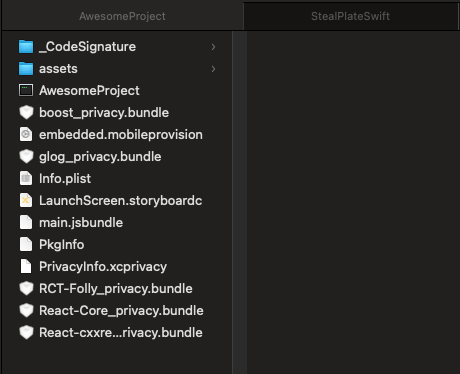 AwesomeProject
StealPlateSwift
_CodeSignature
assets
AwesomeProject
boost_privacy.bundle
embedded.mobileprovision
glog_privacy.bundle
Info.plist
LaunchScreen.storyboardc
main.jsbundle
PkgInfo
PrivacyInfo.xcprivacy
RCT-Folly_privacy.bundle
React-Core_privacy.bundle
React-cxxre...rivacy.bundle